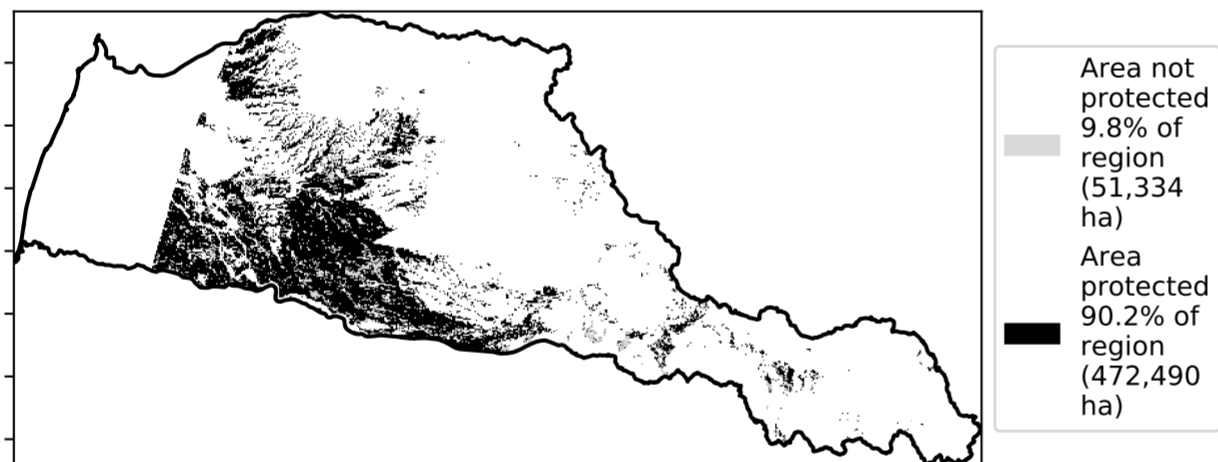 Area not
protected
9.8% of
region
(51,334
ha)
Area
protected
90.2% of
region
(472,490
ha)